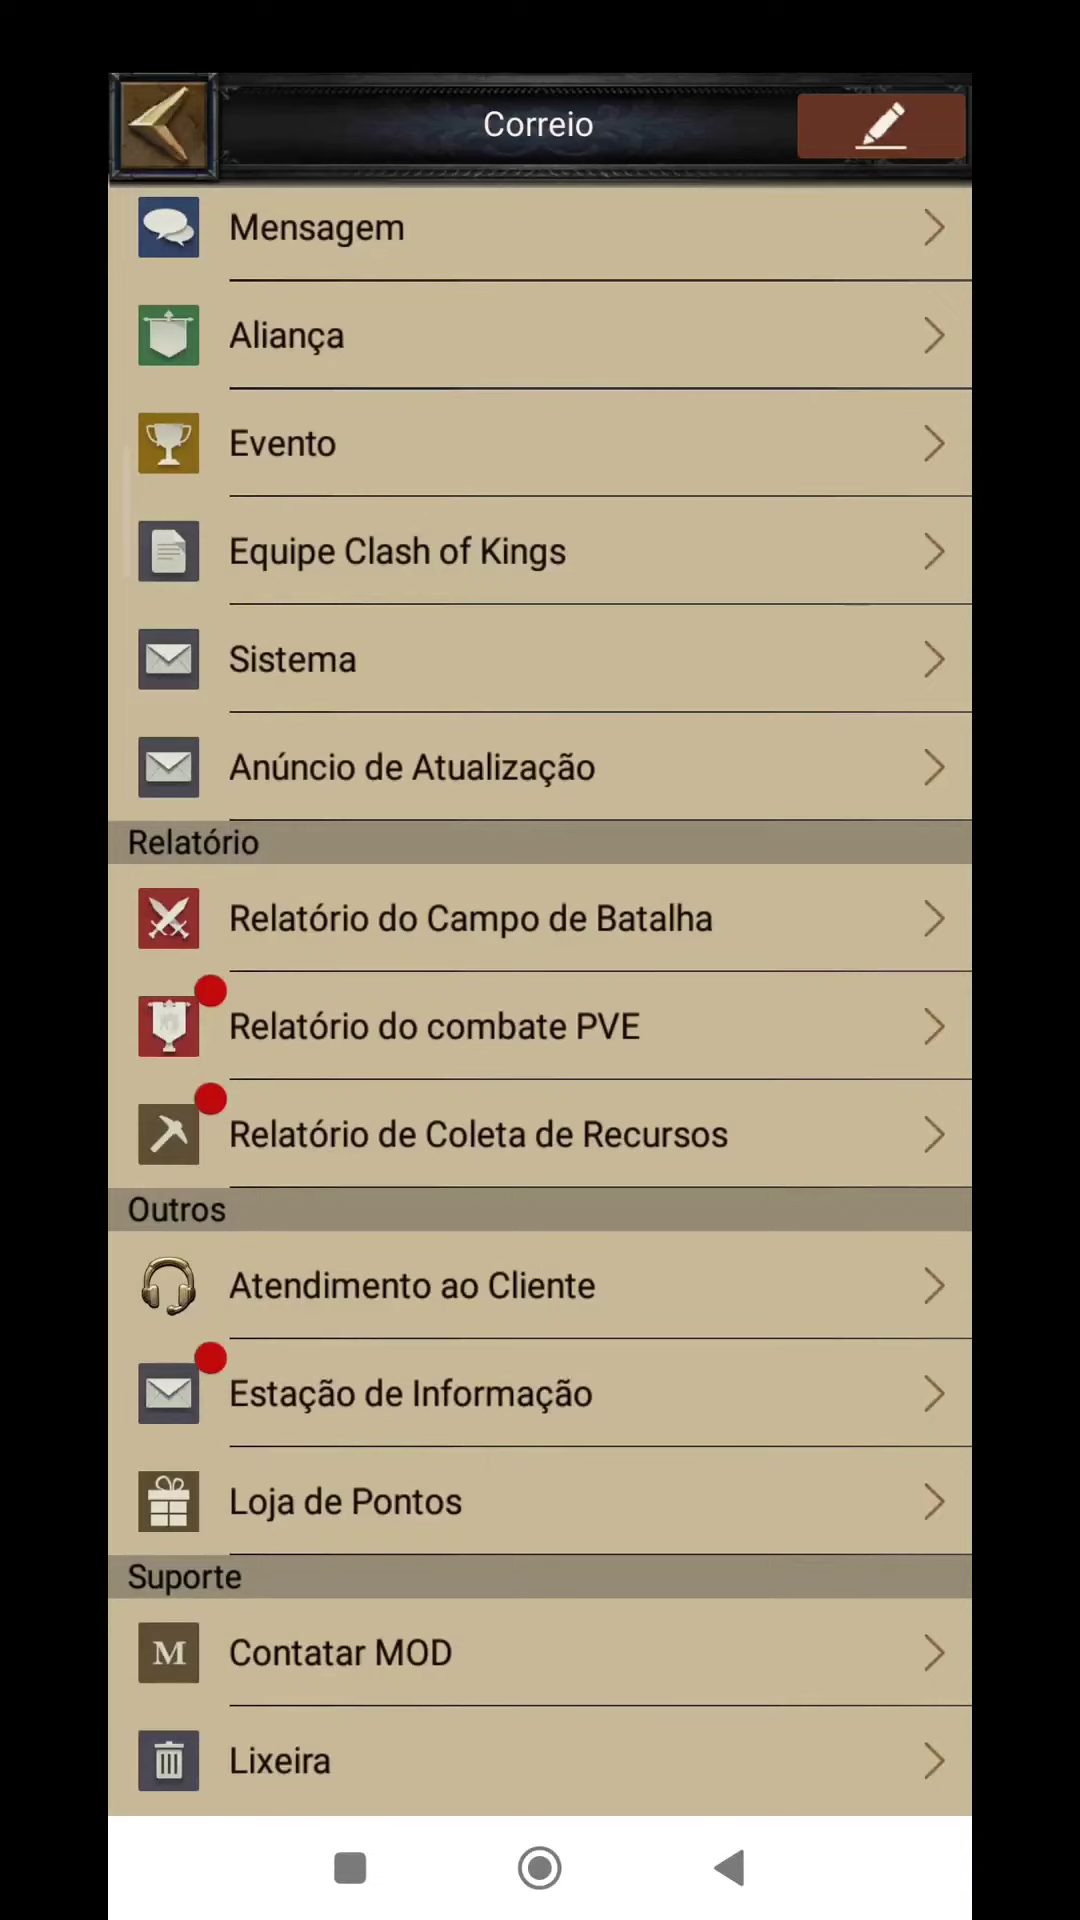 Correio
Mensagem
Aliança
Evento
Equipe Clash of Kings
Sistema
Anúncio de Atualização
Relatório
Relatório do Campo de Batalha
Relatório do combate PVE
Relatório de Coleta de Recursos
Outros
Atendimento ao Cliente
Estação de Informação
Loja de Pontos
Suporte
M Contatar MOD
Lixeira